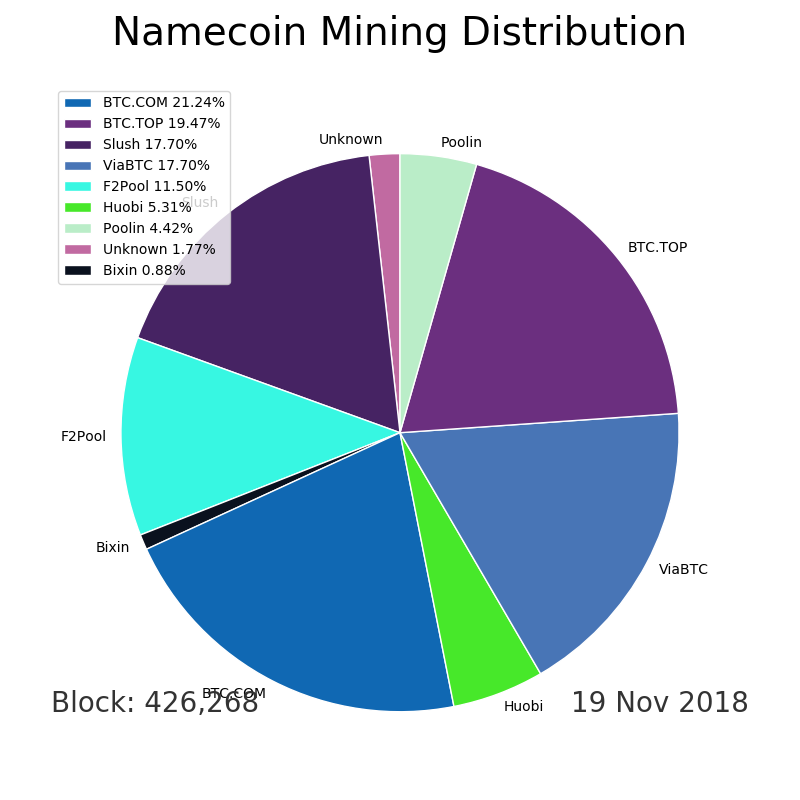 Namecoin Mining Distribution
BTC.COM 21.24%
BTC.TOP 19.47%
Slush 17.70%
ViaBTC 17.70%
F2Pool 11.50%
Huobi 5.31%
Poolin 4.42%
Unknown 1.77%
Bixin 0.88%
Unknown
Poolin
Slush
BTC.TOP
F2Pool
Bixin
ViaBTC
BTC.COM
Huobi
Block: 426,268
19 Nov 2018